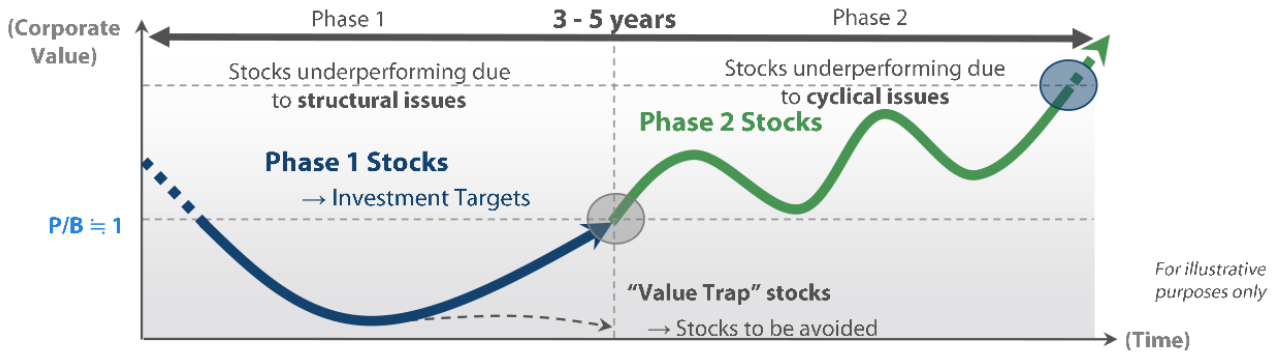 Phase 1
3 - 5 years
Phase 2
(Corporate
Value)
Stocks underperforming due
to structural issues
Stocks underperforming due
to cyclical issues
Phase 2 Stocks
Phase 1 Stocks
→ Investment Targets
P/B ≒ 1
"Value Trap" stocks
→ Stocks to be avoided
For illustrative
purposes only
(Time)